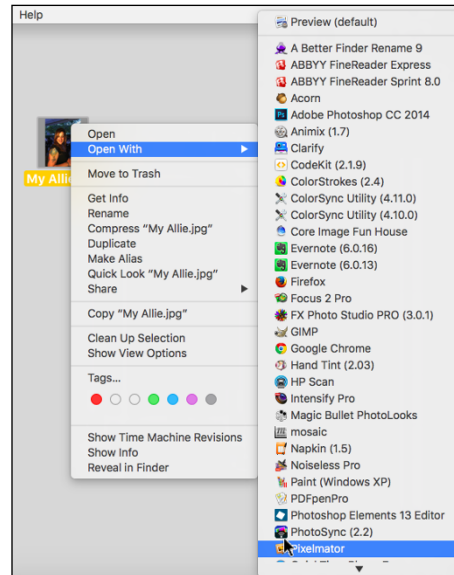 Help
My Allie
Open
Open With
Move to Trash
Get Info
Rename
Compress “My Allie.jpg”
Duplicate
Make Alias
Quick Look “My Allie.jpg”
Share
Copy “My Allie.jpg”
Clean Up Selection
Show View Options
Tags...
Show Time Machine Revisions
Show Info
Reveal in Finder
Preview (default)
A Better Finder Rename 9
ABBYY FineReader Express
ABBYY FineReader Sprint 8.0
Acorn
Adobe Photoshop CC 2014
Animix (1.7)
Clarify
CodeKit (2.1.9)
ColorStrokes (2.4)
ColorSync Utility (4.11.0)
ColorSync Utility (4.10.0)
Core Image Fun House
Evernote (6.0.16)
Evernote (6.0.13)
Firefox
Focus 2 Pro
FX Photo Studio PRO (3.0.1)
GIMP
Google Chrome
Hand Tint (2.03)
HP Scan
Intensify Pro
Magic Bullet PhotoLooks
mosaic
Napkin (1.5)
Noiseless Pro
Paint (Windows XP)
PDFpenPro
Photoshop Elements 13 Editor
PhotoSync (2.2)
Pixelmator